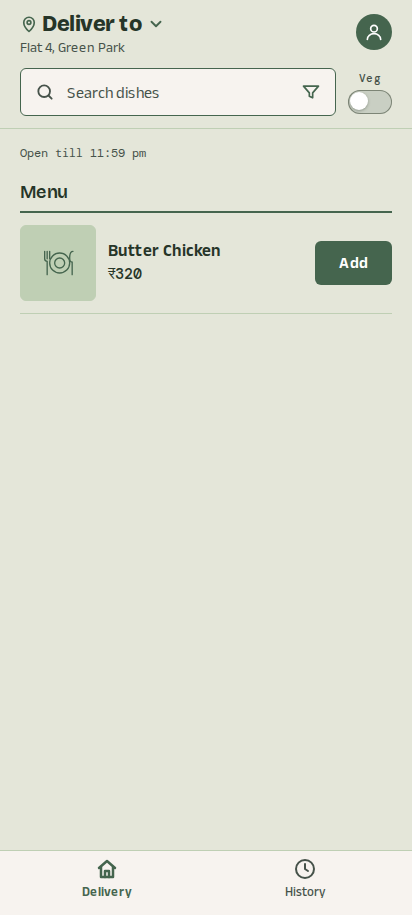 Deliver to
Flat 4, Green Park
Search dishes
Veg
Open till 11:59 pm
Menu
Butter Chicken
₹320
Add
Delivery
History